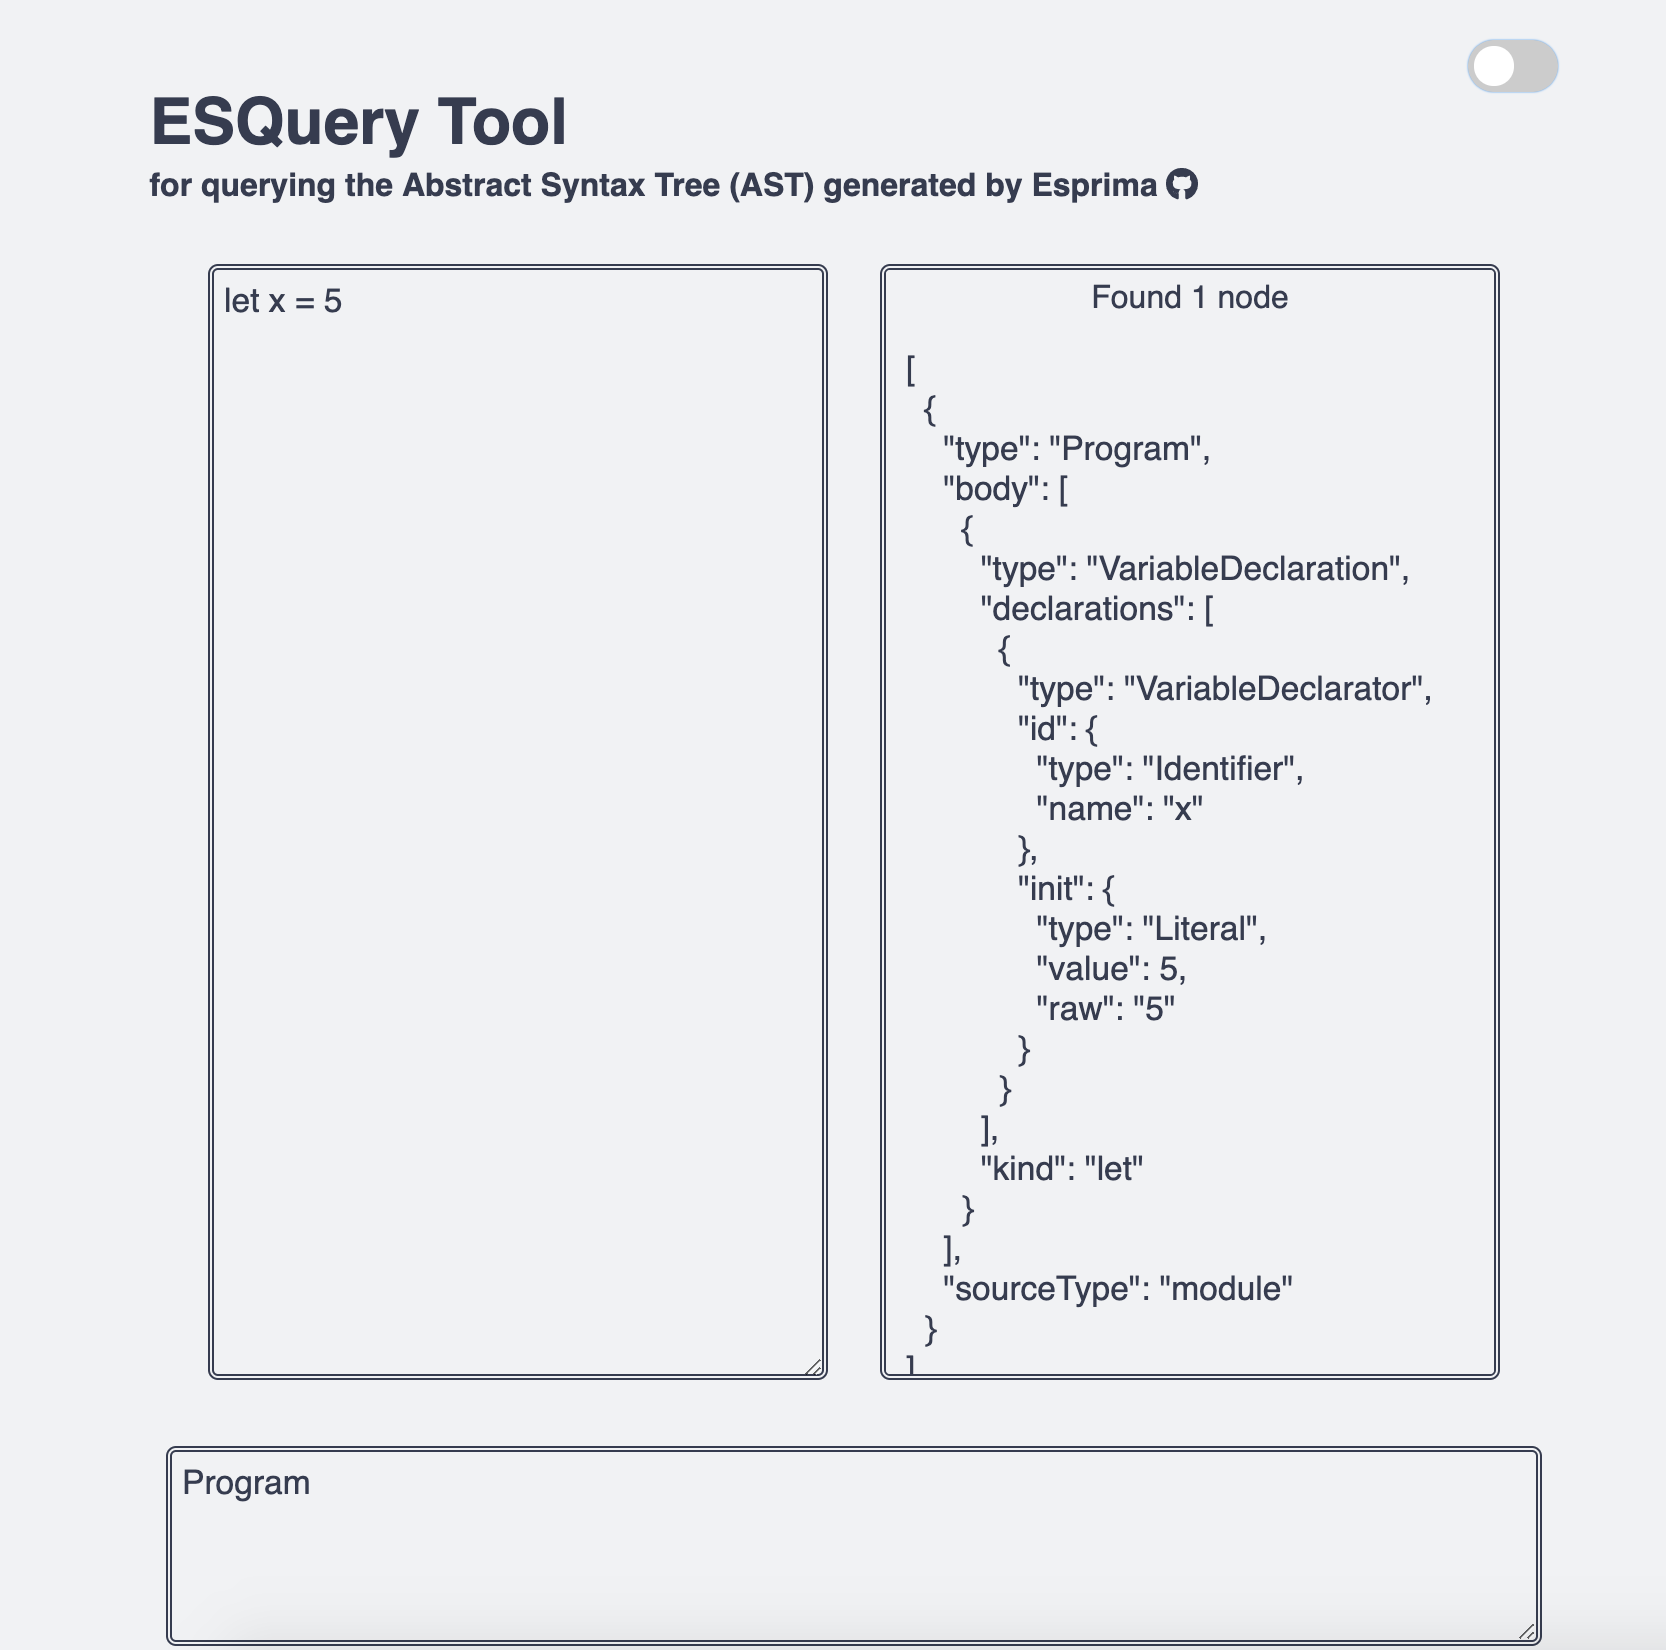 ESQuery Tool
for querying the Abstract Syntax Tree (AST) generated by Esprima
let x = 5
Found 1 node
[
  {
    "type": "Program",
    "body": [
      {
        "type": "VariableDeclaration",
        "declarations": [
          {
            "type": "VariableDeclarator",
            "id": {
              "type": "Identifier",
              "name": "x"
            },
            "init": {
              "type": "Literal",
              "value": 5,
              "raw": "5"
            }
          }
        ],
        "kind": "let"
      }
    ],
    "sourceType": "module"
  }
]
Program